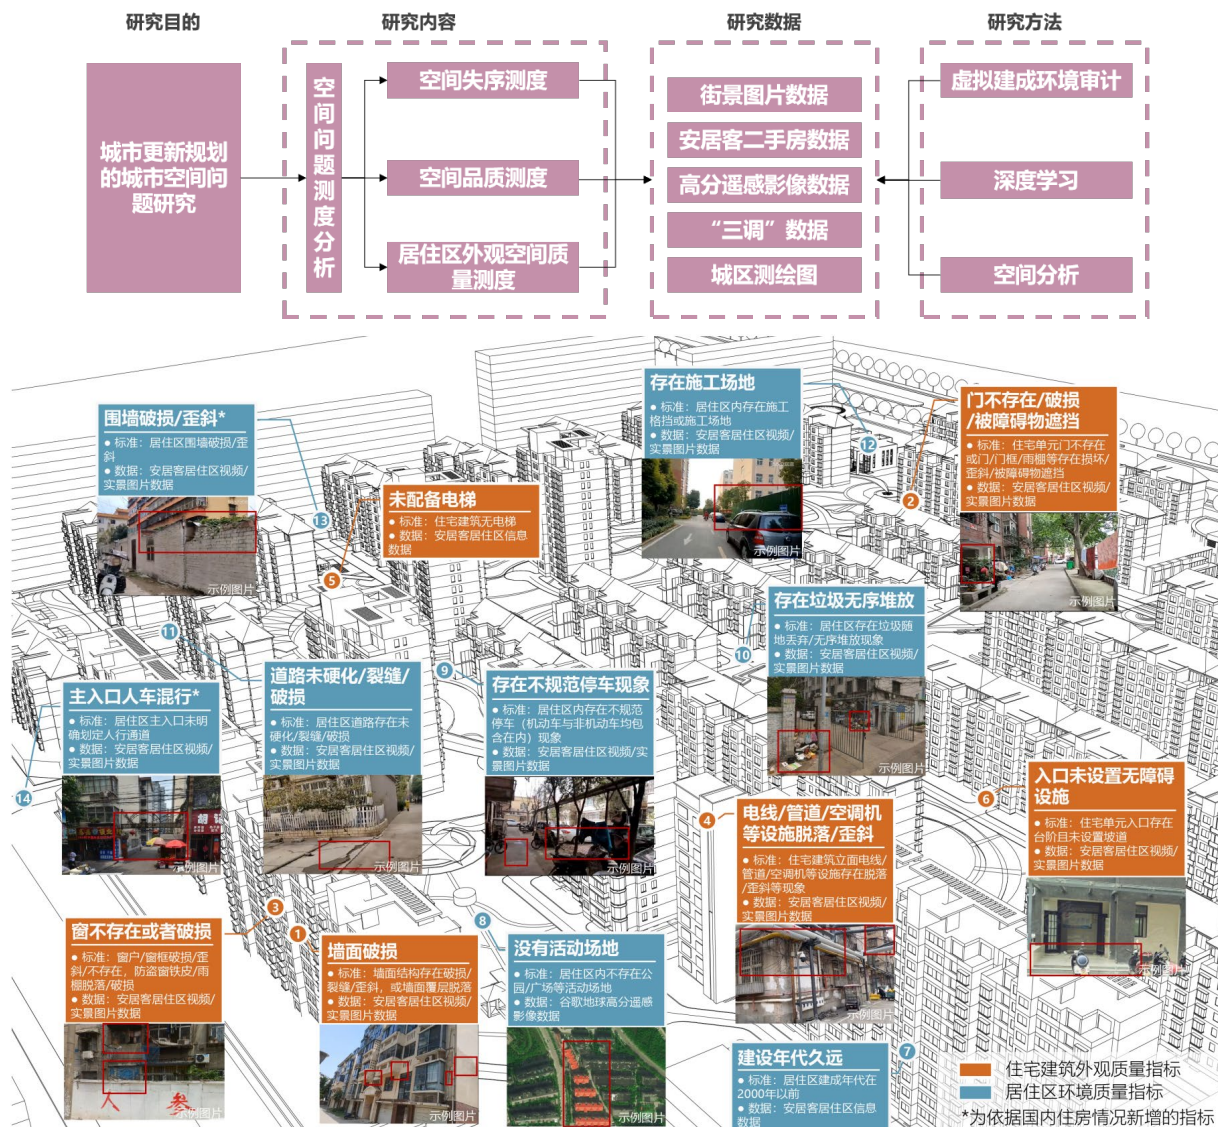 研究目的
研究内容
研究数据
研究方法
城市更新规划
的城市空间问
题研究
空间问题测度分析
空间失序测度
空间品质测度
居住区外观空间质
量测度
街景图片数据
安居客二手房数据
高分遥感影像数据
“三调”数据
城区测绘图
虚拟建成环境审计
深度学习
空间分析
围墙破损/歪斜*
● 标准：居住区围墙破损/歪
斜
● 数据：安居客居住区视频/
实景图片数据
示例图片
13
未配备电梯
● 标准：住宅建筑无电梯
● 数据：安居客居住区信息
数据
5
存在施工场地
● 标准：居住区内存在施工
格挡或施工场地
● 数据：安居客居住区视频/
实景图片数据
示例图片
12
门不存在/破损
/被障碍物遮挡
● 标准：住宅单元门不存在
或门/门框/雨棚等存在损坏/
歪斜/被障碍物遮挡
● 数据：安居客居住区视频/
实景图片数据
示例图片
2
存在垃圾无序堆放
● 标准：居住区存在垃圾随
地丢弃/无序堆放现象
● 数据：安居客居住区视频/
实景图片数据
示例图片
10
主入口人车混行*
● 标准：居住区主入口未明
确划定人行通道
● 数据：安居客居住区视频/
实景图片数据
示例图片
14
11
道路未硬化/裂缝/
破损
● 标准：居住区道路存在未
硬化/裂缝/破损
● 数据：安居客居住区视频/
实景图片数据
示例图片
9
存在不规范停车现象
● 标准：居住区内存在不规范
停车（机动车与非机动车均包
含在内）现象
● 数据：安居客居住区视频/实
景图片数据
示例图片
4
电线/管道/空调机
等设施脱落/歪斜
● 标准：住宅建筑立面电线/
管道/空调机等设施存在脱落
/歪斜等现象
● 数据：安居客居住区视频/
实景图片数据
示例图片
6
入口未设置无障碍
设施
● 标准：住宅单元入口存在
台阶且未设置坡道
● 数据：安居客居住区视频/
实景图片数据
示例图片
3
窗不存在或者破损
● 标准：窗户/窗框破损/歪
斜/不存在，防盗窗铁皮/雨
棚脱落/破损
● 数据：安居客居住区视频/
实景图片数据
人 参
示例图片
1
墙面破损
● 标准：墙面结构存在破损/
裂缝/歪斜，或墙面覆层脱落
● 数据：安居客居住区视频/
实景图片数据
示例图片
8
没有活动场地
● 标准：居住区内不存在公
园/广场等活动场地
● 数据：谷歌地球高分遥感
影像数据
示例图片
7
建设年代久远
● 标准：居住区建成年代在
2000年以前
● 数据：安居客居住区信息
数据
住宅建筑外观质量指标
居住区环境质量指标
*为依据国内住房情况新增的指标